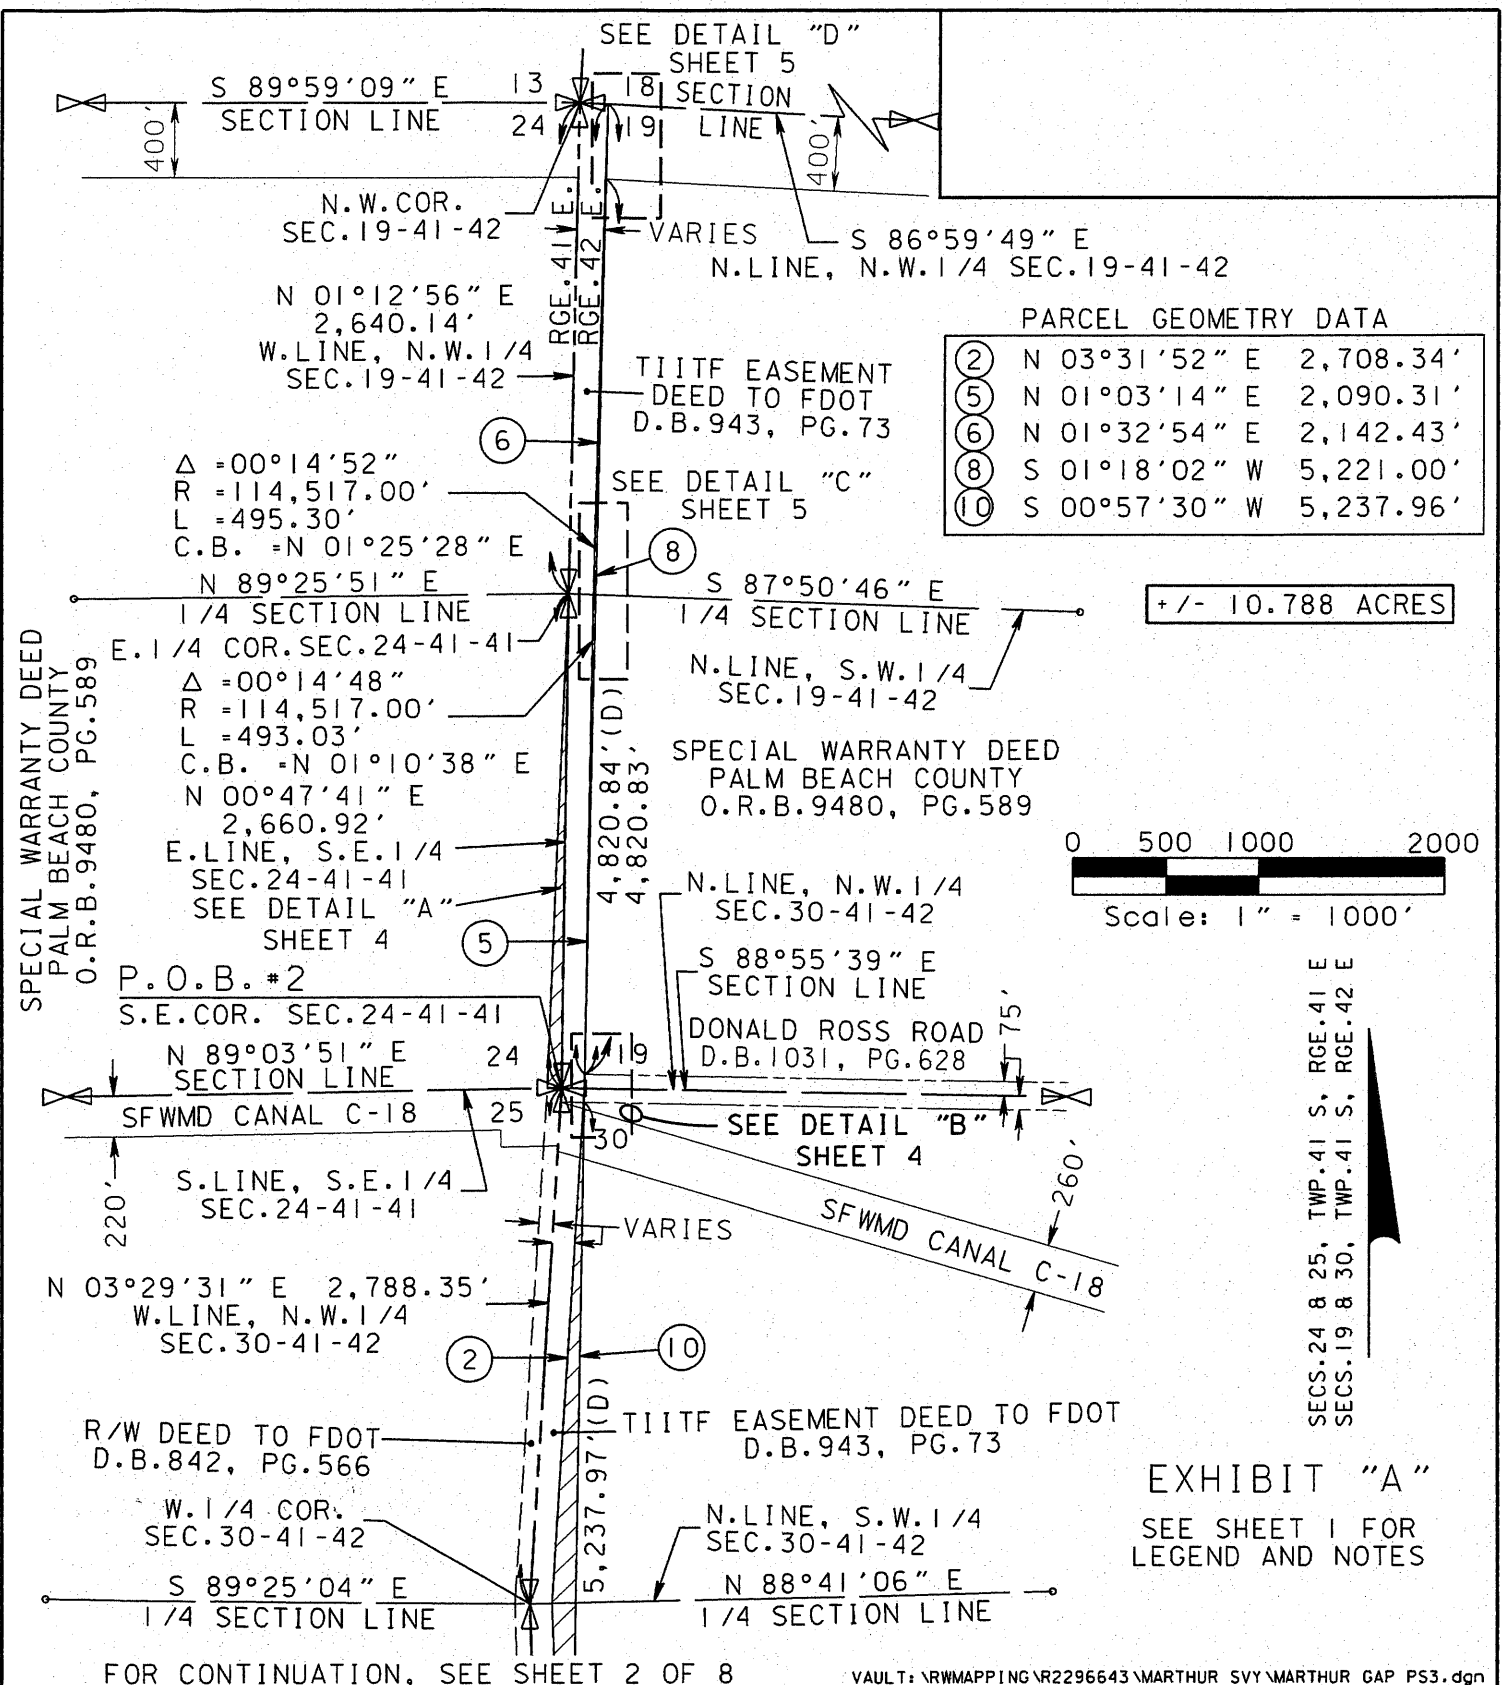 SEE DETAIL "D"
SHEET 5
S 89°59'09" E
SECTION LINE
13
18
24
19
SECTION
LINE
400'
400'
N.W.COR.
SEC.19-41-42
RGE.41 E.
RGE.42 E.
VARIES
S 86°59'49" E
N.LINE, N.W.1/4 SEC.19-41-42
N 01°12'56" E
2,640.14'
W.LINE, N.W.1/4
SEC.19-41-42
TIITF EASEMENT
DEED TO FDOT
D.B.943, PG.73
PARCEL GEOMETRY DATA
2 N 03°31'52" E 2,708.34'
5 N 01°03'14" E 2,090.31'
6 N 01°32'54" E 2,142.43'
8 S 01°18'02" W 5,221.00'
10 S 00°57'30" W 5,237.96'
6
Δ =00°14'52"
R =114,517.00'
L =495.30'
C.B. =N 01°25'28" E
SEE DETAIL "C"
SHEET 5
8
N 89°25'51" E
1/4 SECTION LINE
S 87°50'46" E
1/4 SECTION LINE
+/- 10.788 ACRES
E.1/4 COR.SEC.24-41-41
N.LINE, S.W.1/4
SEC.19-41-42
SPECIAL WARRANTY DEED
PALM BEACH COUNTY
O.R.B.9480, PG.589
Δ =00°14'48"
R =114,517.00'
L =493.03'
C.B. =N 01°10'38" E
4,820.84'(D)
4,820.83'
SPECIAL WARRANTY DEED
PALM BEACH COUNTY
O.R.B.9480, PG.589
N 00°47'41" E
2,660.92'
E.LINE, S.E.1/4
SEC.24-41-41
SEE DETAIL "A"
SHEET 4
0 500 1000 2000
Scale: 1" = 1000'
N.LINE, N.W.1/4
SEC.30-41-42
5
S 88°55'39" E
SECTION LINE
P.O.B.#2
S.E.COR. SEC.24-41-41
DONALD ROSS ROAD
D.B.1031, PG.628
75'
N 89°03'51" E
SECTION LINE
24
19
SFWMD CANAL C-18
25
30
SEE DETAIL "B"
SHEET 4
220'
S.LINE, S.E.1/4
SEC.24-41-41
260'
SFWMD CANAL C-18
VARIES
SECS.24 & 25, TWP.41 S, RGE.41 E
SECS.19 & 30, TWP.41 S, RGE.42 E
N 03°29'31" E 2,788.35'
W.LINE, N.W.1/4
SEC.30-41-42
2
10
5,237.97'(D)
R/W DEED TO FDOT
D.B.842, PG.566
TIITF EASEMENT DEED TO FDOT
D.B.943, PG.73
EXHIBIT "A"
SEE SHEET 1 FOR
LEGEND AND NOTES
W.1/4 COR.
SEC.30-41-42
N.LINE, S.W.1/4
SEC.30-41-42
S 89°25'04" E
1/4 SECTION LINE
N 88°41'06" E
1/4 SECTION LINE
FOR CONTINUATION, SEE SHEET 2 OF 8
VAULT:\RWMAPPING\R2296643\MARTHUR SVY\MARTHUR GAP PS3.dgn